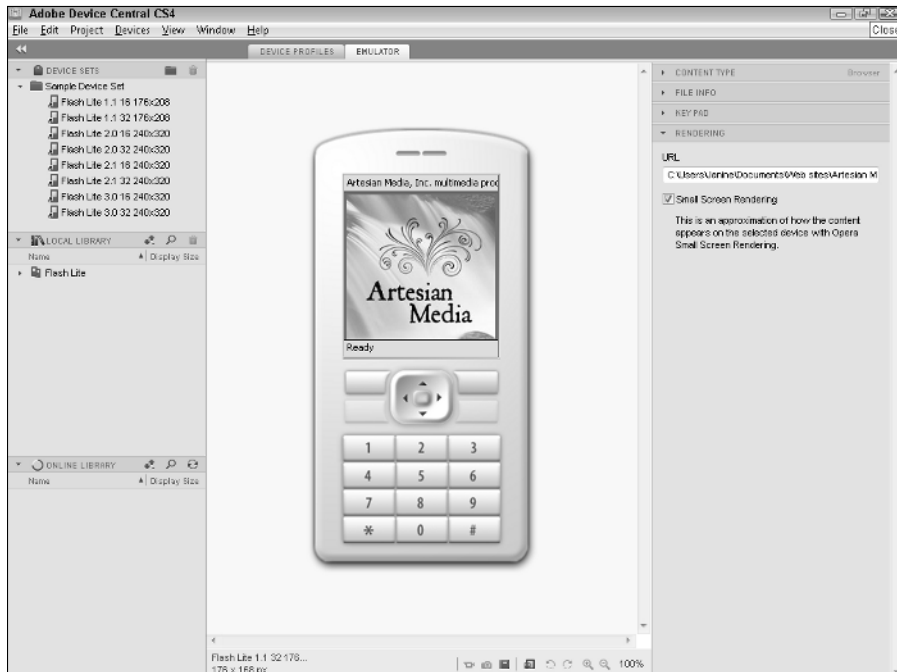 Adobe Device Central CS4
File Edit Project Devices View Window Help
Close
DEVICE PROFILES EMULATOR
DEVICE SETS
Sample Device Set
Flash Lite 1.1 16 176x208
Flash Lite 1.1 32 176x208
Flash Lite 2.0 16 240x320
Flash Lite 2.0 32 240x320
Flash Lite 2.1 16 240x320
Flash Lite 2.1 32 240x320
Flash Lite 3.0 16 240x320
Flash Lite 3.0 32 240x320
LOCAL LIBRARY
Name Display Size
Flash Lite
ONLINE LIBRARY
Name Display Size
Artesian Media, Inc. multimedia proc
Artesian
Media
Ready
1 2 3
4 5 6
7 8 9
* 0 #
Flash Lite 1.1 32 176...
176 x 168 px
100%
CONTENT TYPE Browser
FILE INFO
KEY PAD
RENDERING
URL
C:\Users\Janine\Documents\Web sites\Artesian M
Small Screen Rendering
This is an approximation of how the content
appears on the selected device with Opera
Small Screen Rendering.